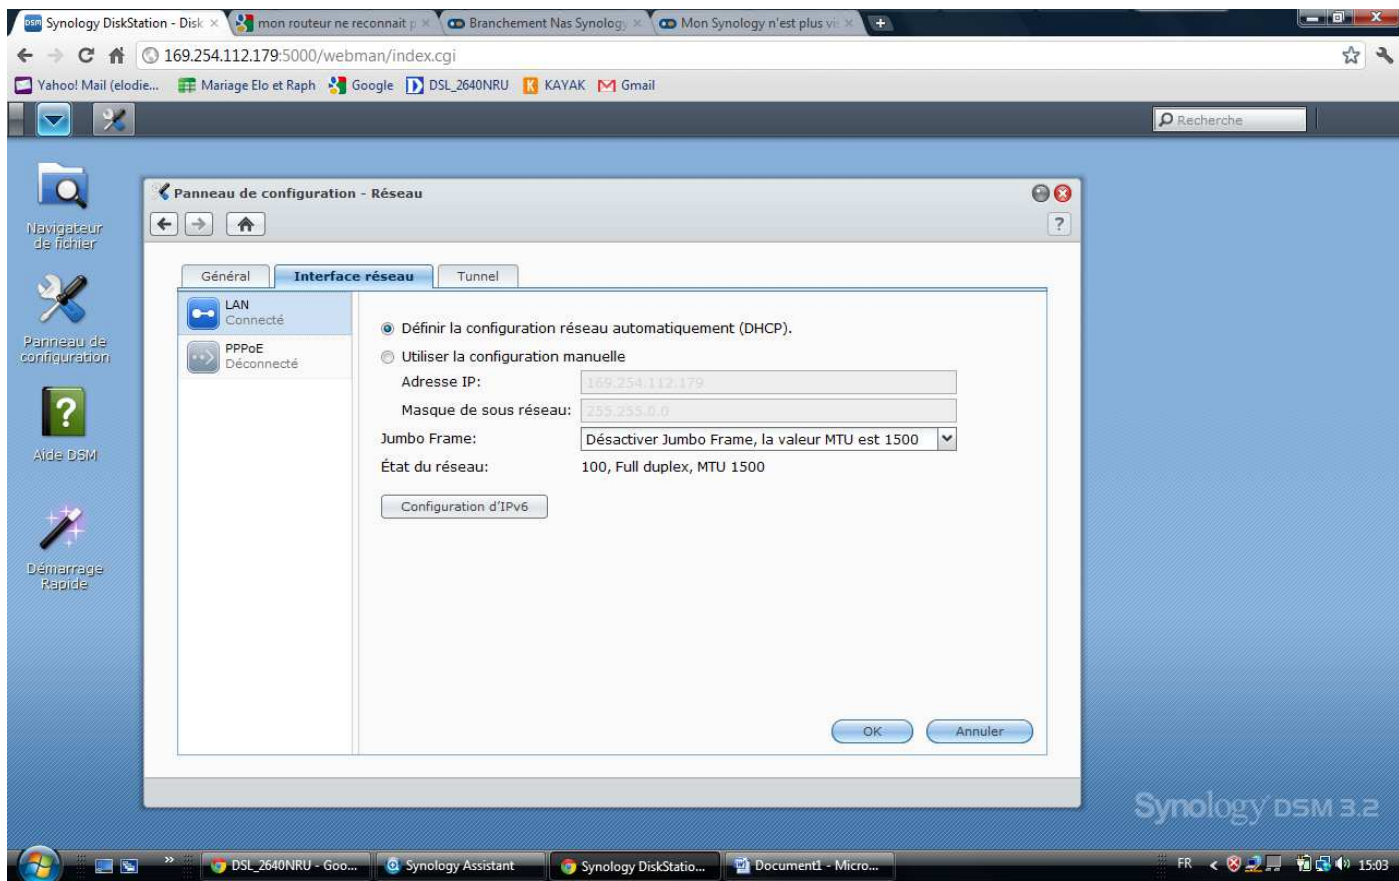 Synology DiskStation - Disk
mon routeur ne reconnait p
Branchement Nas Synology
Mon Synology n'est plus vi
169.254.112.179:5000/webman/index.cgi
Yahoo! Mail (elodie...
Mariage Elo et Raph
Google
DSL_2640NRU
KAYAK
Gmail
Recherche
Navigateur
de fichier
Panneau de
configuration
Aide DSM
Démarrage
Rapide
Panneau de configuration - Réseau
?
Général
Interface réseau
Tunnel
LAN
Connecté
PPPoE
Déconnecté
Définir la configuration réseau automatiquement (DHCP).
Utiliser la configuration manuelle
Adresse IP: 169.254.112.179
Masque de sous réseau: 255.255.0.0
Jumbo Frame: Désactiver Jumbo Frame, la valeur MTU est 1500
État du réseau: 100, Full duplex, MTU 1500
Configuration d'IPv6
OK
Annuler
Synology DSM 3.2
DSL_2640NRU - Goo...
Synology Assistant
Synology DiskStatio...
Document1 - Micro...
FR
15:03